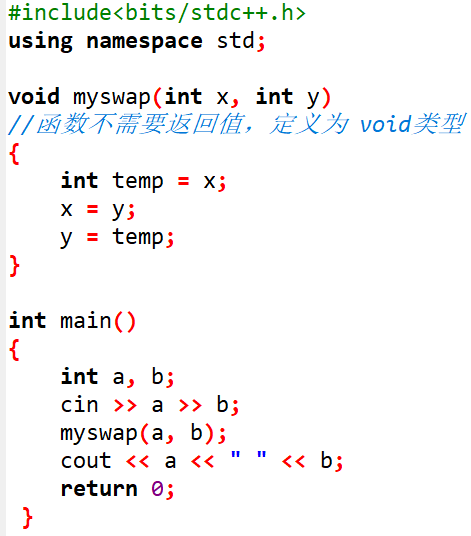 #include<bits/stdc++.h>
using namespace std;
void myswap(int x, int y)
//函数不需要返回值，定义为 void类型
{
    int temp = x;
    x = y;
    y = temp;
}
int main()
{
    int a, b;
    cin >> a >> b;
    myswap(a, b);
    cout << a << " " << b;
    return 0;
}